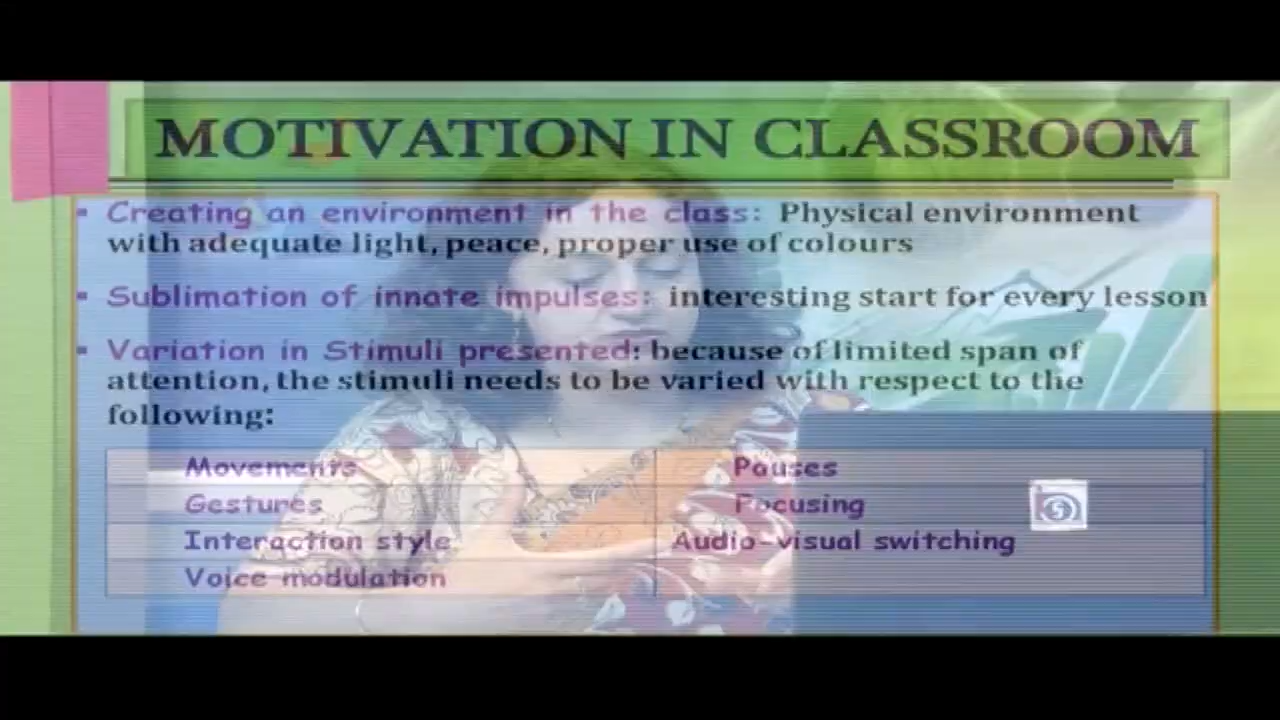 MOTIVATION IN CLASSROOM
Creating an environment in the class: Physical environment
with adequate light, peace, proper use of colours
Sublimation of innate impulses: interesting start for every lesson
Variation in Stimuli presented: because of limited span of
attention, the stimuli needs to be varied with respect to the
following:
Movements Pauses
Gestures Focusing
Interaction style Audio-visual switching
Voice modulation